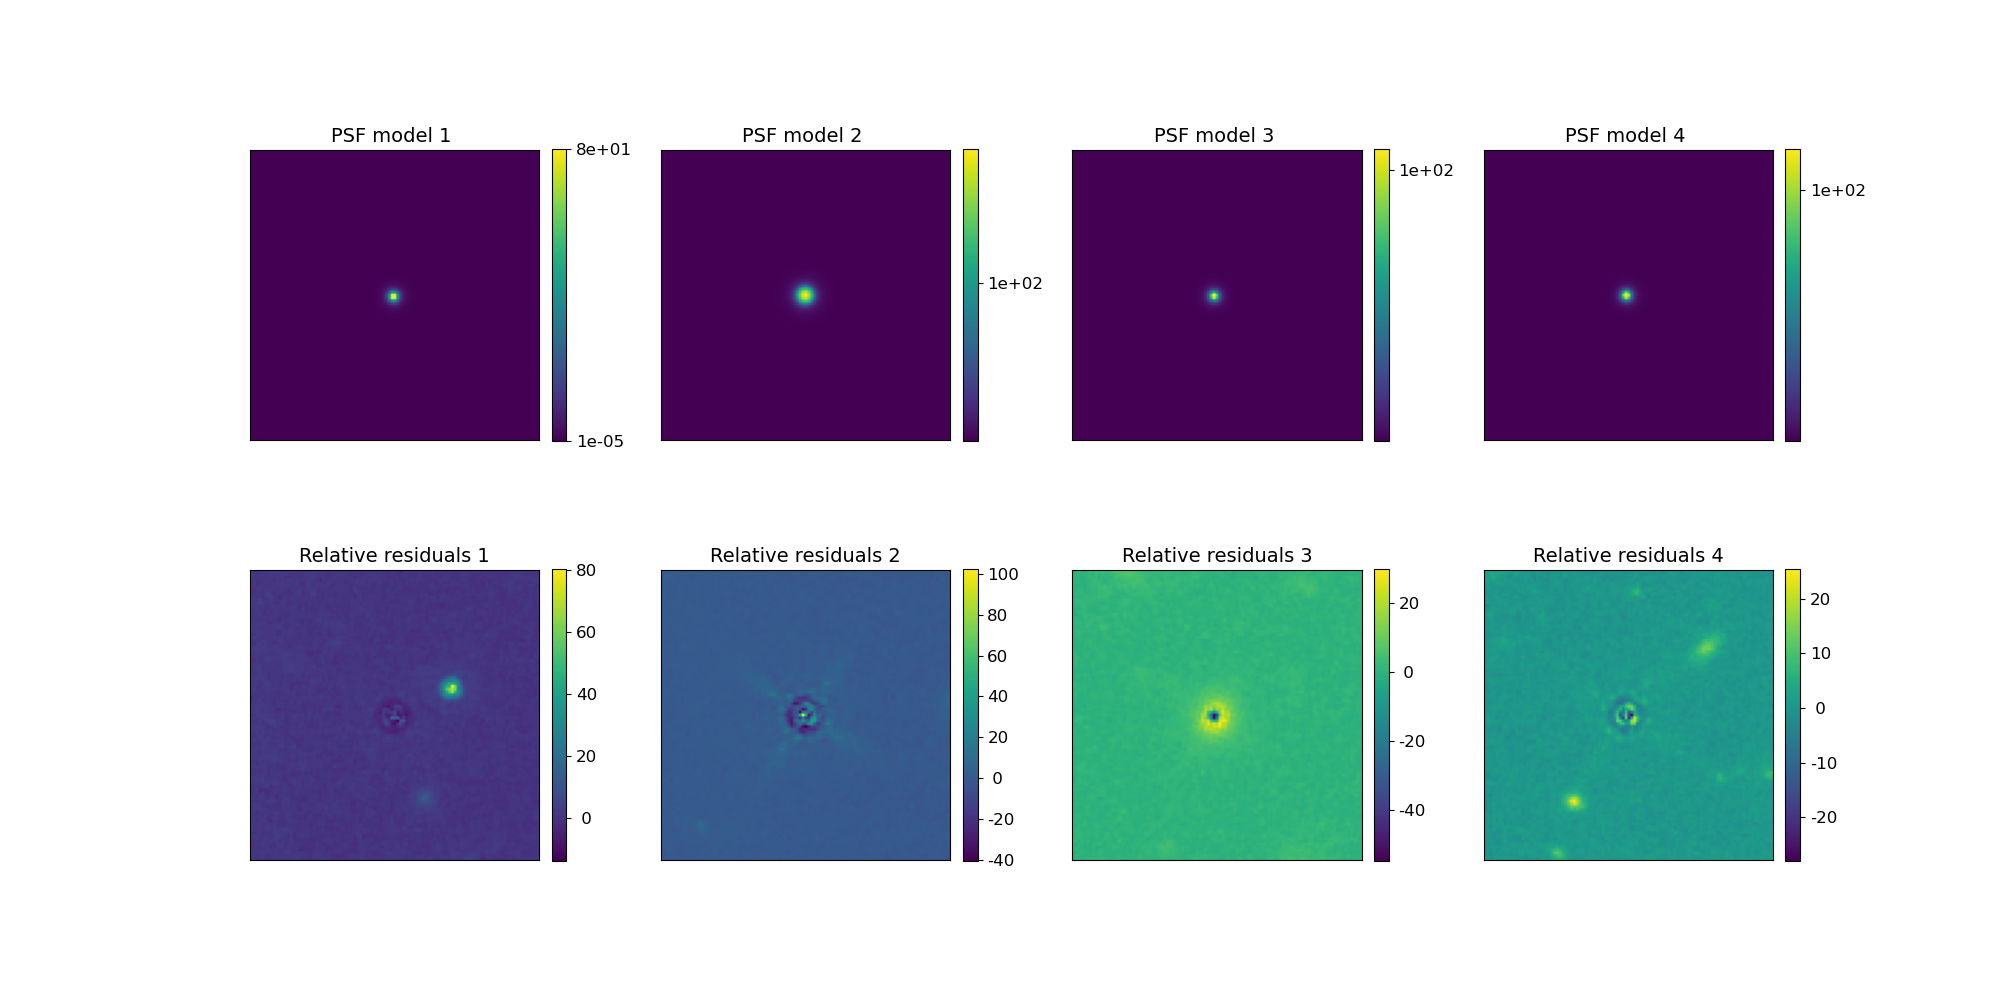 PSF model 1
PSF model 2
PSF model 3
PSF model 4
8e+01
1e-05
1e+02
1e+02
1e+02
Relative residuals 1
Relative residuals 2
Relative residuals 3
Relative residuals 4
80
60
40
20
0
100
80
60
40
20
0
-20
-40
20
0
-20
-40
20
10
0
-10
-20